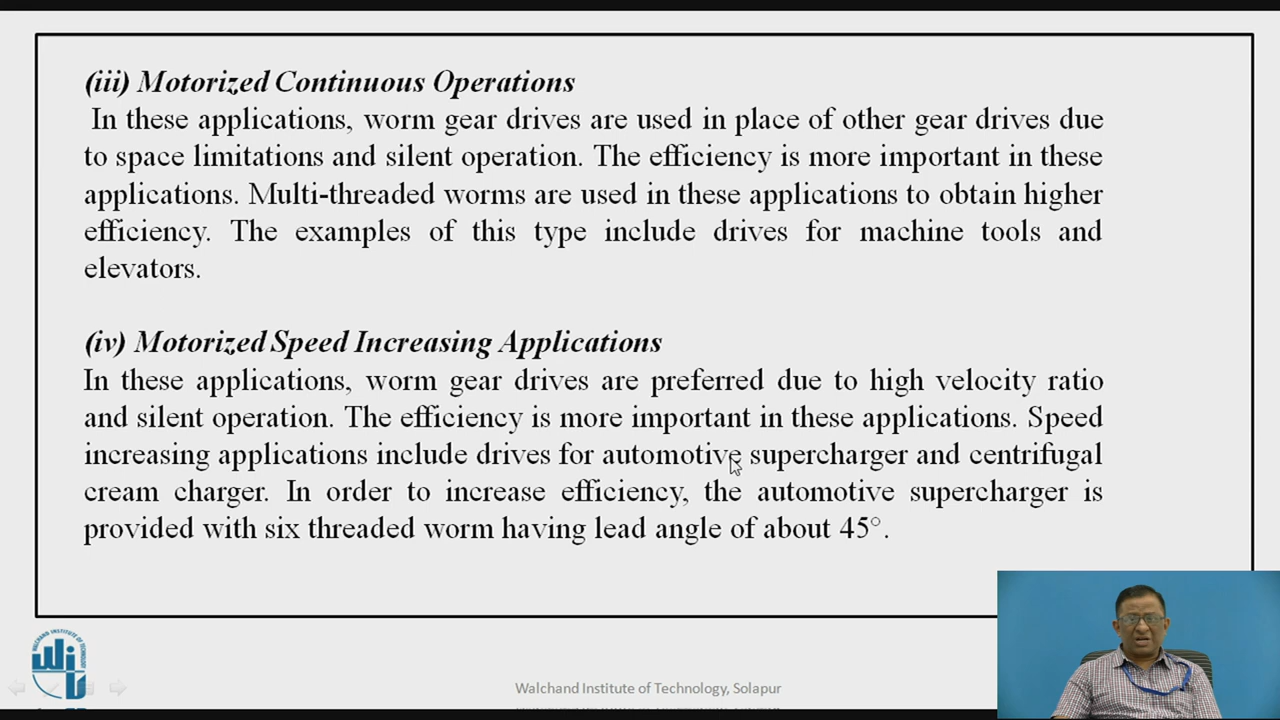 (iii) Motorized Continuous Operations
In these applications, worm gear drives are used in place of other gear drives due
to space limitations and silent operation. The efficiency is more important in these
applications. Multi-threaded worms are used in these applications to obtain higher
efficiency. The examples of this type include drives for machine tools and
elevators.
(iv) Motorized Speed Increasing Applications
In these applications, worm gear drives are preferred due to high velocity ratio
and silent operation. The efficiency is more important in these applications. Speed
increasing applications include drives for automotive supercharger and centrifugal
cream charger. In order to increase efficiency, the automotive supercharger is
provided with six threaded worm having lead angle of about 45°.
WALCHAND INSTITUTE OF TECHNOLOGY
WIT
Walchand Institute of Technology, Solapur